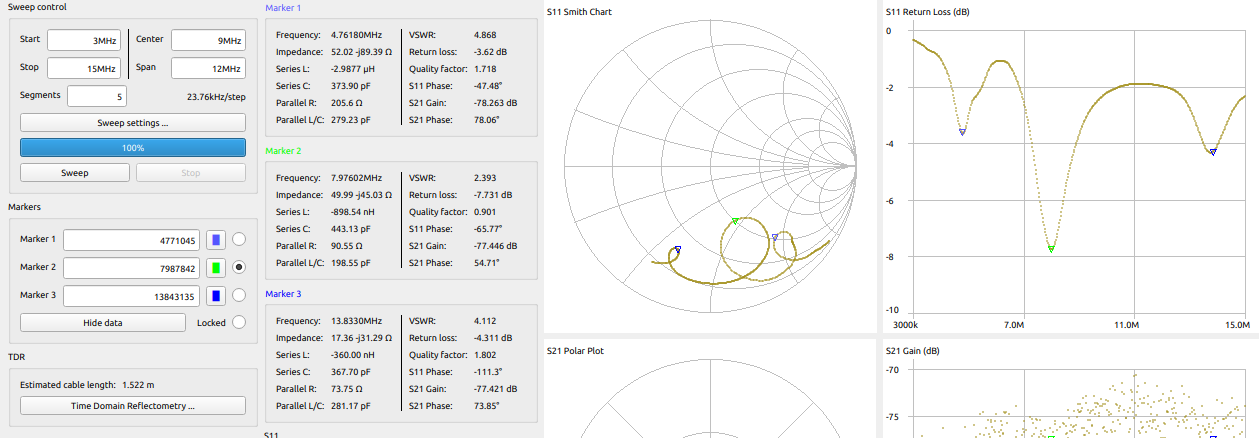 Sweep control
Start 3MHz Center 9MHz
Stop 15MHz Span 12MHz
Segments 5 23.76kHz/step
Sweep settings ...
100%
Sweep Stop
Markers
Marker 1 4771045
Marker 2 7987842
Marker 3 13843135
Hide data Locked
TDR
Estimated cable length: 1.522 m
Time Domain Reflectometry ...
Marker 1
Frequency: 4.76180MHz VSWR: 4.868
Impedance: 52.02 -j89.39 Ω Return loss: -3.62 dB
Series L: -2.9877 μH Quality factor: 1.718
Series C: 373.90 pF S11 Phase: -47.48°
Parallel R: 205.6 Ω S21 Gain: -78.263 dB
Parallel L/C: 279.23 pF S21 Phase: 78.06°
Marker 2
Frequency: 7.97602MHz VSWR: 2.393
Impedance: 49.99 -j45.03 Ω Return loss: -7.731 dB
Series L: -898.54 nH Quality factor: 0.901
Series C: 443.13 pF S11 Phase: -65.77°
Parallel R: 90.55 Ω S21 Gain: -77.446 dB
Parallel L/C: 198.55 pF S21 Phase: 54.71°
Marker 3
Frequency: 13.8330MHz VSWR: 4.112
Impedance: 17.36 -j31.29 Ω Return loss: -4.311 dB
Series L: -360.00 nH Quality factor: 1.802
Series C: 367.70 pF S11 Phase: -111.3°
Parallel R: 73.75 Ω S21 Gain: -77.421 dB
Parallel L/C: 281.17 pF S21 Phase: 73.85°
S11
S11 Smith Chart
S21 Polar Plot
S11 Return Loss (dB)
0
-2
-4
-6
-8
-10
3000k 7.0M 11.0M 15.0M
S21 Gain (dB)
-70
-75